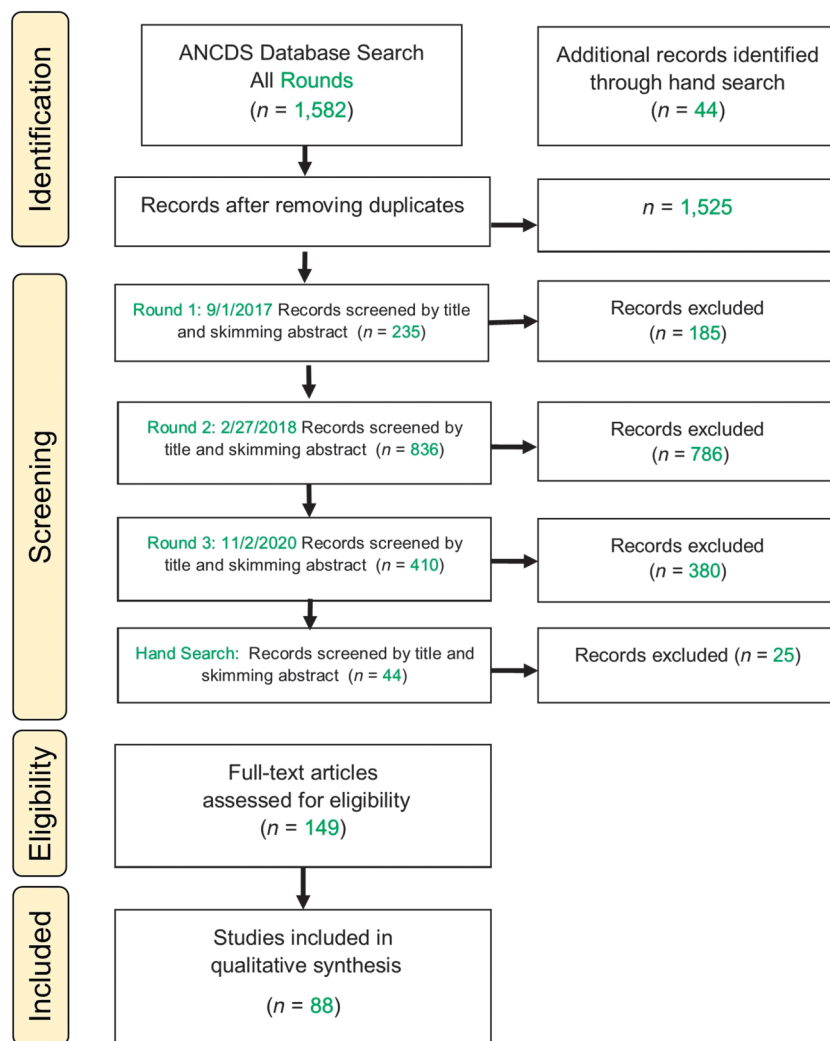 Identification
ANCDS Database Search
All Rounds
(n = 1,582)
Additional records identified
through hand search
(n = 44)
Records after removing duplicates
n = 1,525
Screening
Round 1: 9/1/2017 Records screened by title
and skimming abstract (n = 235)
Records excluded
(n = 185)
Round 2: 2/27/2018 Records screened by
title and skimming abstract (n = 836)
Records excluded
(n = 786)
Round 3: 11/2/2020 Records screened by
title and skimming abstract (n = 410)
Records excluded
(n = 380)
Hand Search: Records screened by title and
skimming abstract (n = 44)
Records excluded (n = 25)
Eligibility
Full-text articles
assessed for eligibility
(n = 149)
Included
Studies included in
qualitative synthesis
(n = 88)